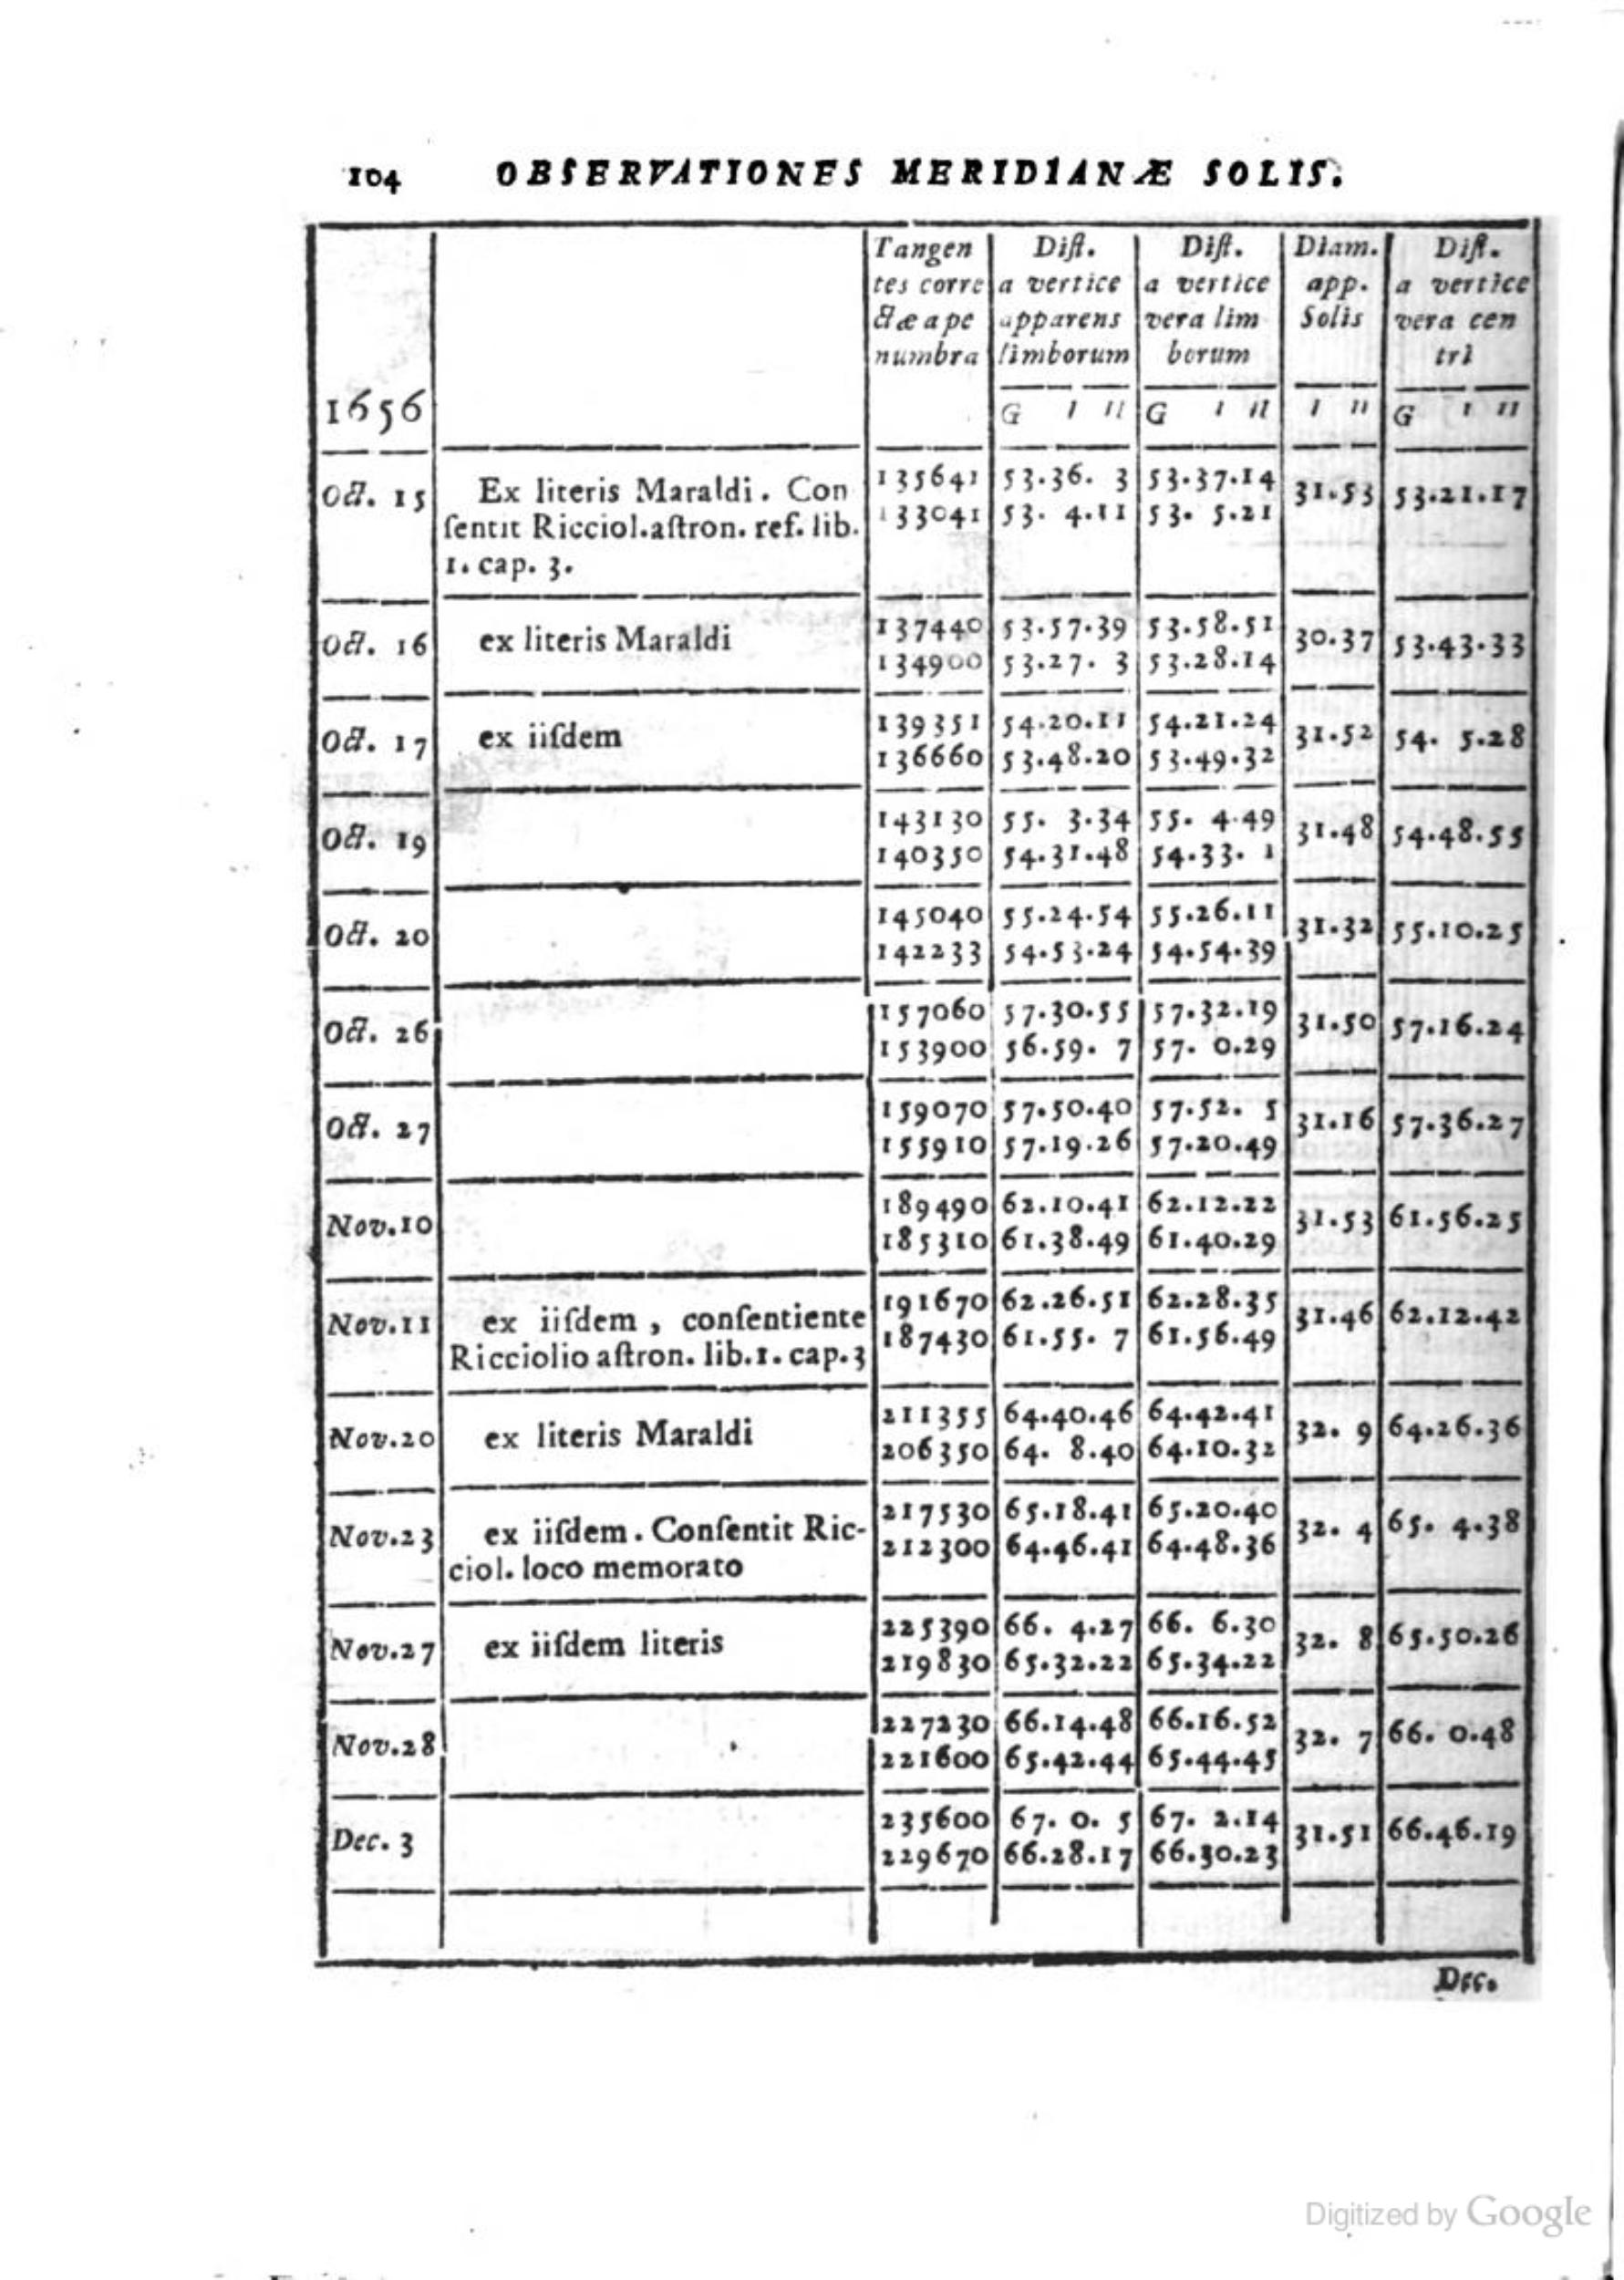 104 OBSERVATIONES MERIDIANÆ SOLIS.
Tangen Dist. Dist. Diam. Dist.
tes corre a vertice a vertice app. a vertice
ctæ a pe apparens vera lim Solis vera cen
numbra limborum borum tri
1656 G ı ıı G ı ıı ı ıı G ı ıı
Oct. 15 Ex literis Maraldi. Con 135641 53.36. 3 53.37.14 31.53 53.21.17
ſentit Ricciol.aſtron. ref. lib. 133041 53. 4.11 53. 5.21
1. cap. 3.
Oct. 16 ex literis Maraldi 137440 53.57.39 53.58.51 30.37 53.43.33
134900 53.27. 3 53.28.14
Oct. 17 ex iiſdem 139351 54.20.11 54.21.24 31.52 54. 5.28
136660 53.48.20 53.49.32
Oct. 19 143130 55. 3.34 55. 4.49 31.48 54.48.55
140350 54.31.48 54.33. 1
Oct. 20 145040 55.24.54 55.26.11 31.32 55.10.25
142233 54.53.24 54.54.39
Oct. 26 157060 57.30.55 57.32.19 31.50 57.16.24
153900 56.59. 7 57. 0.29
Oct. 27 159070 57.50.40 57.52. 5 31.16 57.36.27
155910 57.19.26 57.20.49
Nov.10 189490 62.10.41 62.12.22 31.53 61.56.25
185310 61.38.49 61.40.29
Nov.11 ex iiſdem , conſentiente 191670 62.26.51 62.28.35 31.46 62.12.42
Ricciolio aſtron. lib.1. cap.3 187430 61.55. 7 61.56.49
Nov.20 ex literis Maraldi 211355 64.40.46 64.42.41 32. 9 64.26.36
206350 64. 8.40 64.10.32
Nov.23 ex iiſdem . Conſentit Ric- 217530 65.18.41 65.20.40 32. 4 65. 4.38
ciol. loco memorato 212300 64.46.41 64.48.36
Nov.27 ex iiſdem literis 225390 66. 4.27 66. 6.30 32. 8 65.50.26
219830 65.32.22 65.34.22
Nov.28 227230 66.14.48 66.16.52 32. 7 66. 0.48
221600 65.42.44 65.44.45
Dec. 3 235600 67. 0. 5 67. 2.14 31.51 66.46.19
229670 66.28.17 66.30.23
Dec.
Digitized by Google